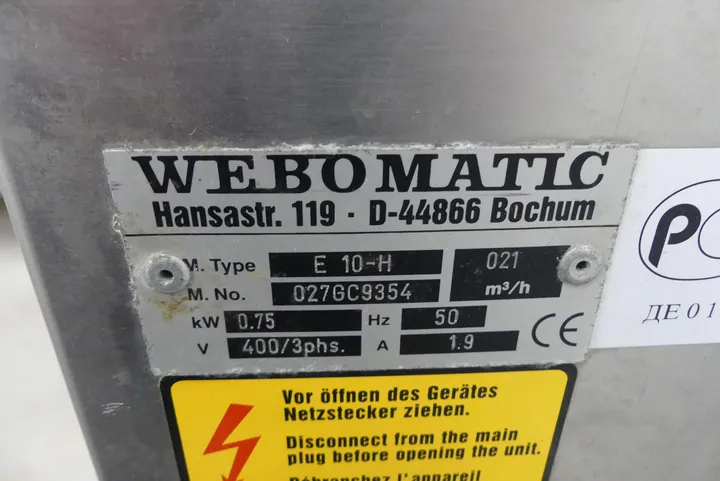 WEBOMATIC
Hansastr. 119 · D-44866 Bochum
M. Type E 10-H 021
M. No. 027GC9354 m³/h
kW 0.75 Hz 50
V 400/3phs. A 1.9 CE
Vor öffnen des Gerätes
Netzstecker ziehen.
Disconnect from the main
plug before opening the unit.
Débranchez l'appareil
ДЕ 0 1